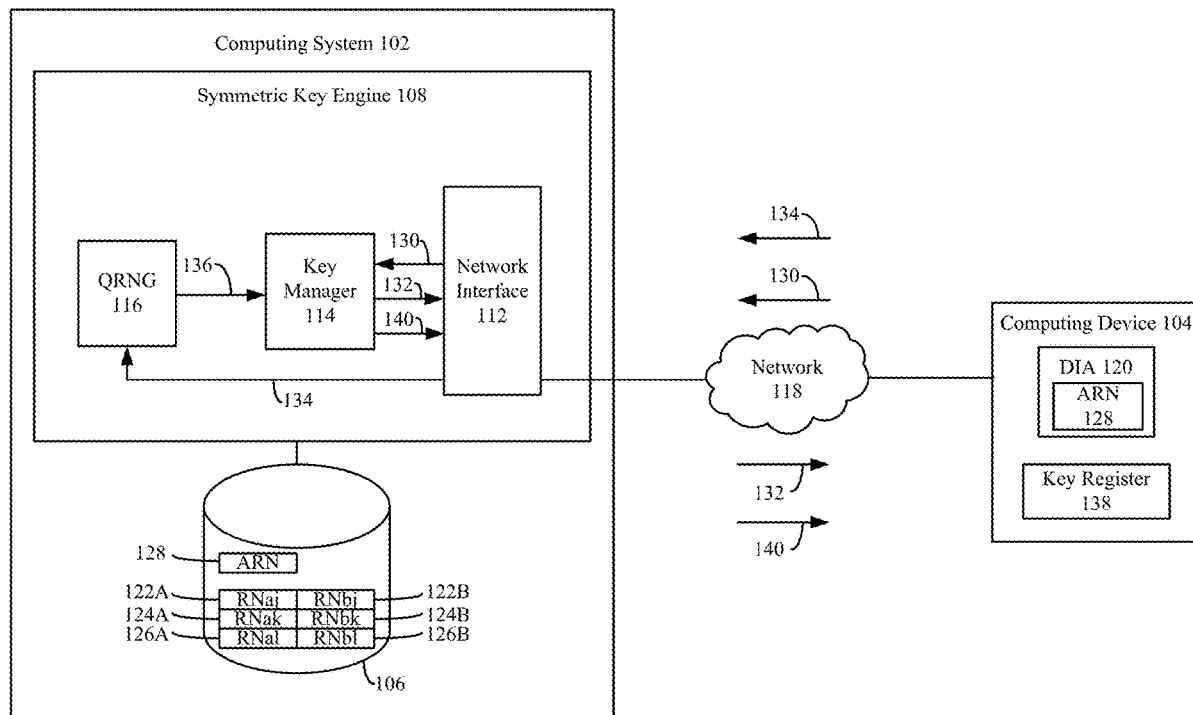 Computing System 102
Symmetric Key Engine 108
QRNG
116
136
Key
Manager
114
130
132
140
Network
Interface
112
134
134
130
Network
118
132
140
Computing Device 104
DIA 120
ARN
128
Key Register
138
128
ARN
122A
RNaj
RNbj
122B
124A
RNak
RNbk
124B
126A
RNal
RNbl
126B
106